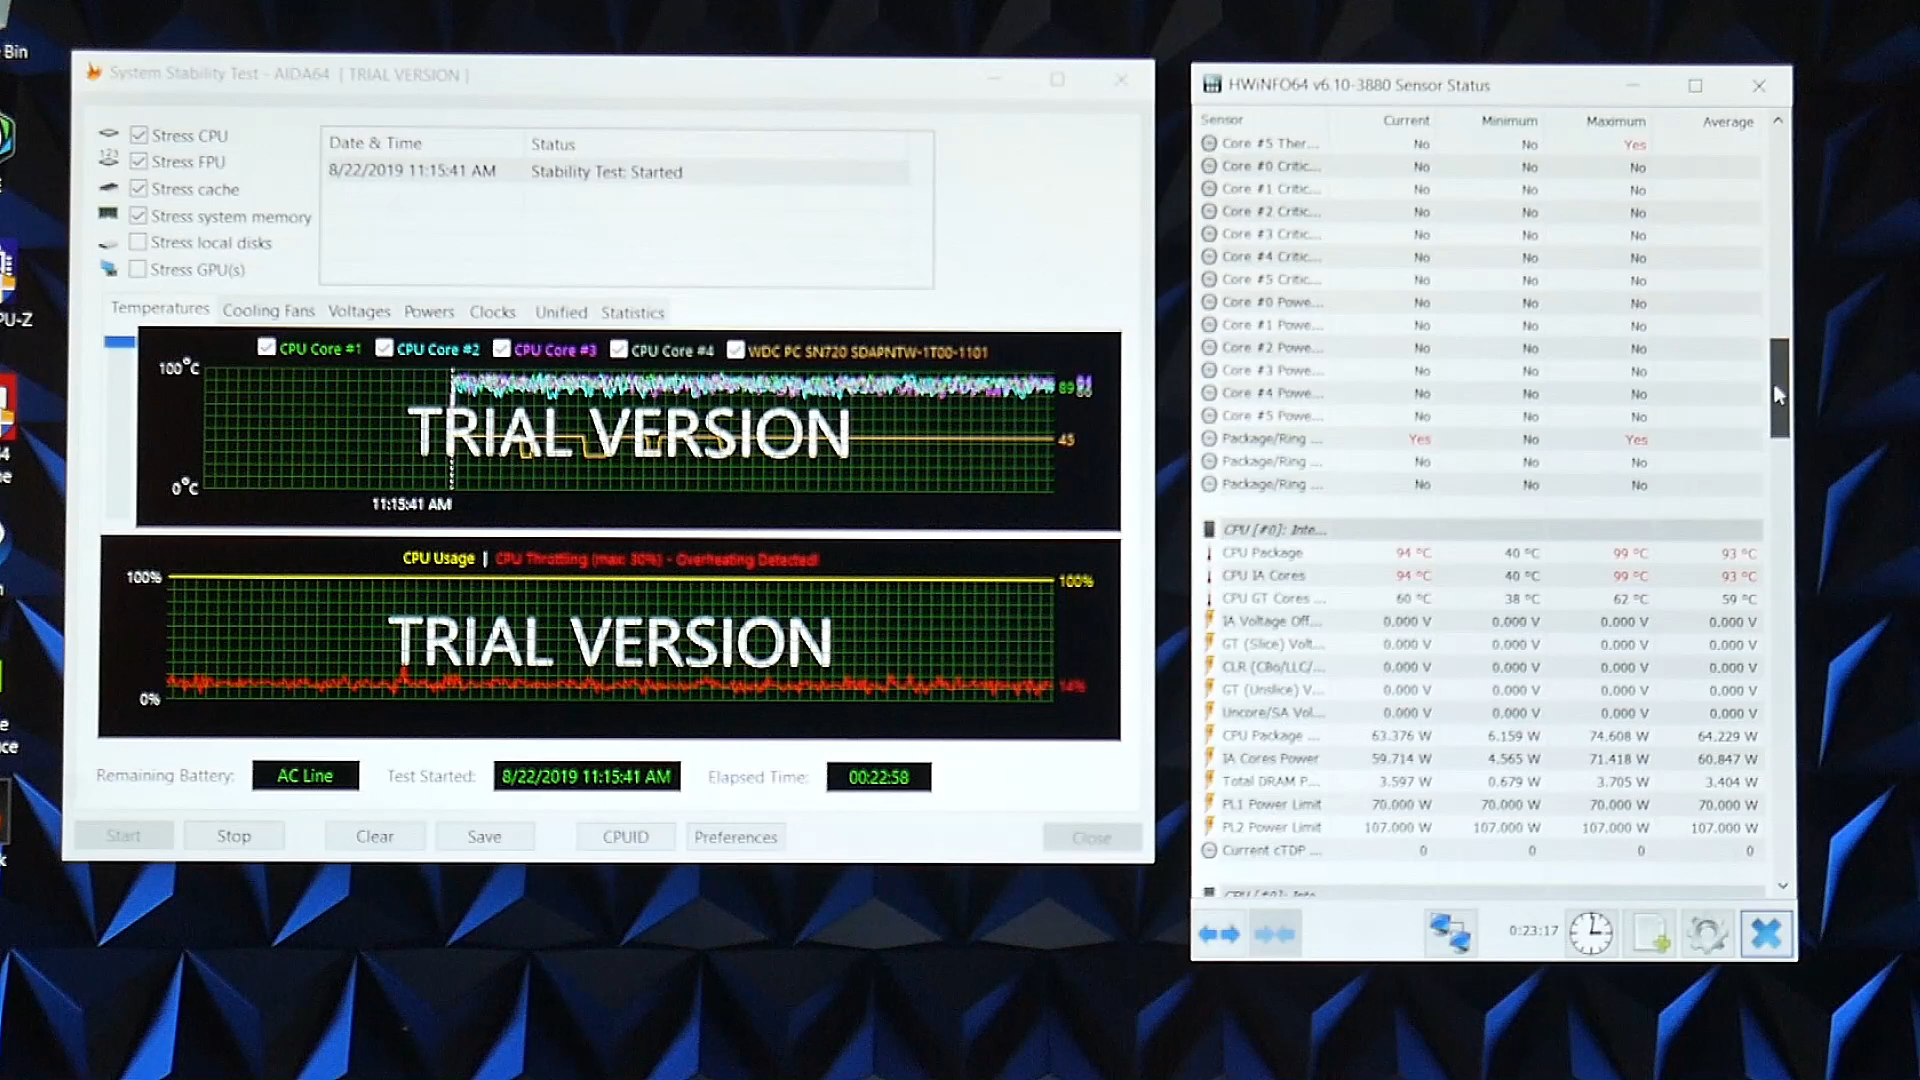 Bin
PU-Z
System Stability Test - AIDA64 [ TRIAL VERSION ]
Stress CPU
Stress FPU
Stress cache
Stress system memory
Stress local disks
Stress GPU(s)
Date & Time Status
8/22/2019 11:15:41 AM Stability Test: Started
Temperatures Cooling Fans Voltages Powers Clocks Unified Statistics
CPU Core #1 CPU Core #2 CPU Core #3 CPU Core #4 WDC PC SN720 SDAPNTW-1T00-1101
100°C
89
TRIAL VERSION
43
0°C
11:15:41 AM
CPU Usage | CPU Throttling (max: 30%) - Overheating Detected!
100% 100%
TRIAL VERSION
0% 14%
Remaining Battery: AC Line Test Started: 8/22/2019 11:15:41 AM Elapsed Time: 00:22:58
Start Stop Clear Save CPUID Preferences Close
HWiNFO64 v6.10-3880 Sensor Status
Sensor Current Minimum Maximum Average
Core #5 Ther... No No Yes
Core #0 Critic... No No No
Core #1 Critic... No No No
Core #2 Critic... No No No
Core #3 Critic... No No No
Core #4 Critic... No No No
Core #5 Critic... No No No
Core #0 Powe... No No No
Core #1 Powe... No No No
Core #2 Powe... No No No
Core #3 Powe... No No No
Core #4 Powe... No No No
Core #5 Powe... No No No
Package/Ring ... Yes No Yes
Package/Ring ... No No No
Package/Ring ... No No No
CPU [#0]: Inte...
CPU Package 94 °C 40 °C 99 °C 93 °C
CPU IA Cores 94 °C 40 °C 99 °C 93 °C
CPU GT Cores ... 60 °C 38 °C 62 °C 59 °C
IA Voltage Off... 0.000 V 0.000 V 0.000 V 0.000 V
GT (Slice) Volt... 0.000 V 0.000 V 0.000 V 0.000 V
CLR (CBo/LLC/... 0.000 V 0.000 V 0.000 V 0.000 V
GT (Unslice) V... 0.000 V 0.000 V 0.000 V 0.000 V
Uncore/SA Vol... 0.000 V 0.000 V 0.000 V 0.000 V
CPU Package ... 63.376 W 6.159 W 74.608 W 64.229 W
IA Cores Power 59.714 W 4.565 W 71.418 W 60.847 W
Total DRAM P... 3.597 W 0.679 W 3.705 W 3.404 W
PL1 Power Limit 70.000 W 70.000 W 70.000 W 70.000 W
PL2 Power Limit 107.000 W 107.000 W 107.000 W 107.000 W
Current cTDP ... 0 0 0 0
CPU [#0]: Inte...
0:23:17